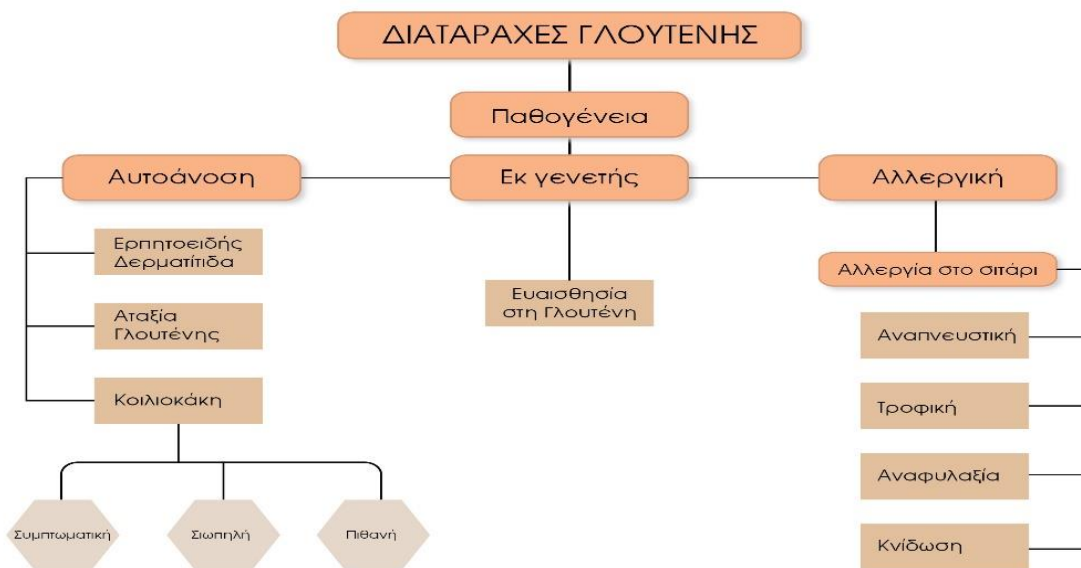 ΔΙΑΤΑΡΑΧΕΣ ΓΛΟΥΤΕΝΗΣ
Παθογένεια
Αυτοάνοση
Εκ γενετής
Αλλεργική
Ερπητοειδής
Δερματίτιδα
Αταξία
Γλουτένης
Κοιλιοκάκη
Συμπτωματική
Σιωπηλή
Πιθανή
Ευαισθησία
στη Γλουτένη
Αλλεργία στο σιτάρι
Αναπνευστική
Τροφική
Αναφυλαξία
Κνίδωση